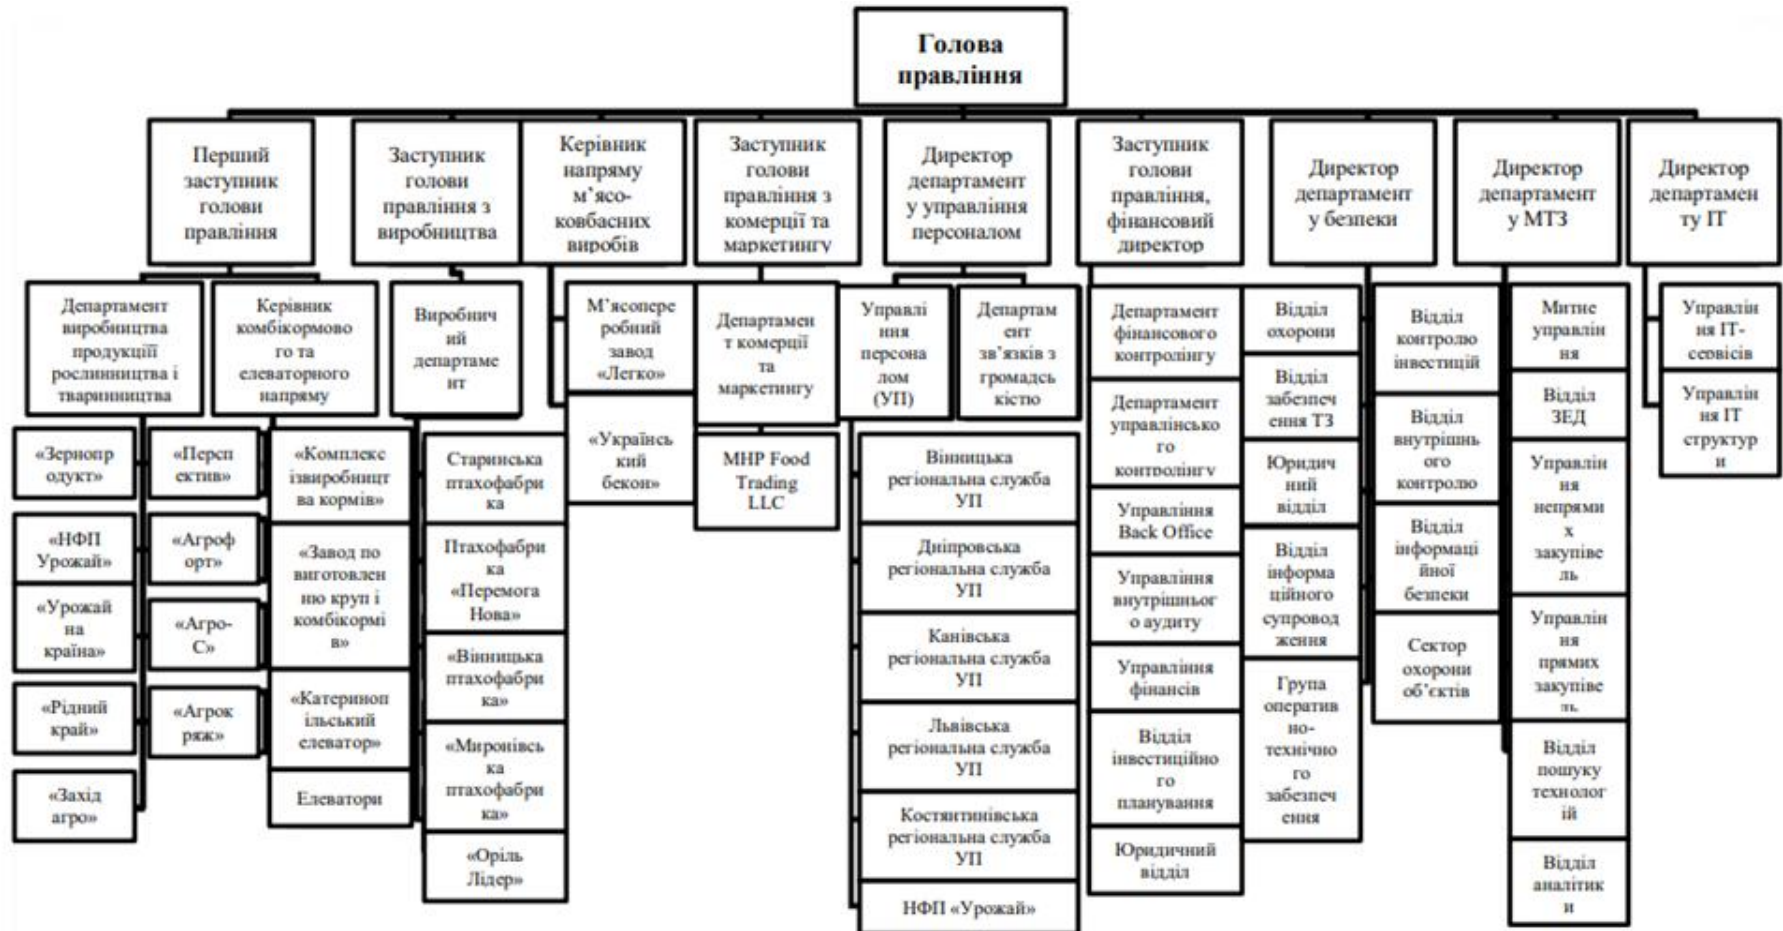 Голова
правління
Перший
заступник
голови
правління
Заступник
голови
правління з
виробництва
Керівник
напряму
м’ясо-
ковбасних
виробів
Заступник
голови
правління з
комерції та
маркетингу
Директор
департамент
у управління
персоналом
Заступник
голови
правління,
фінансовий
директор
Директор
департамент
у безпеки
Директор
департамент
у МТЗ
Директор
департамен
ту ІТ
Департамент
виробництва
продукціїї
рослинництва і
тваринництва
Керівник
комбікормово
го та
елеваторного
напряму
Виробнич
ий
департаме
нт
М’ясопере
робний
завод
«Легко»
«Українсь
кий
бекон»
Департамен
т комерції
та
маркетингу
MHP Food
Trading
LLC
Управлі
ння
персона
лом
(УП)
Департам
ент
зв’язків з
громадсь
кістю
Департамент
фінансового
контролінгу
Департамент
управлінсько
го
контролінгу
Управління
Back Office
Управління
внутрішньог
о аудиту
Управління
фінансів
Відділ
інвестиційно
го
планування
Юридичний
відділ
Відділ
охорони
Відділ
забезпеч
ення ТЗ
Юридич
ний
відділ
Відділ
інформа
ційного
супровод
ження
Група
оператив
но-
технічно
го
забезпеч
ення
Відділ
контролю
інвестицій
Відділ
внутрішнь
ого
контролю
Відділ
інформаці
йної
безпеки
Сектор
охорони
об’єктів
Митне
управлін
ня
Відділ
ЗЕД
Управлін
ня
непрями
х
закупіве
ль
Управлін
ня
прямих
закупіве
ль
Відділ
пошуку
технолог
ій
Відділ
аналітик
и
Управлін
ня ІТ-
сервісів
Управлін
ня ІТ
структур
и
«Зернопр
одукт»
«НФП
Урожай»
«Урожай
на
країна»
«Рідний
край»
«Захід
агро»
«Персп
ектив»
«Агроф
орт»
«Агро-
С»
«Агрок
ряж»
«Комплекс
ізвиробницт
ва кормів»
«Завод по
виготовлен
ню круп і
комбікормі
в»
«Катериноп
ільський
елеватор»
Елеватори
Старинська
птахофабри
ка
Птахофабри
ка
«Перемога
Нова»
«Вінницька
птахофабри
ка»
«Миронівсь
ка
птахофабри
ка»
«Оріль
Лідер»
Вінницька
регіональна служба
УП
Дніпровська
регіональна служба
УП
Канівська
регіональна служба
УП
Львівська
регіональна служба
УП
Костянтинівська
регіональна служба
УП
НФП «Урожай»